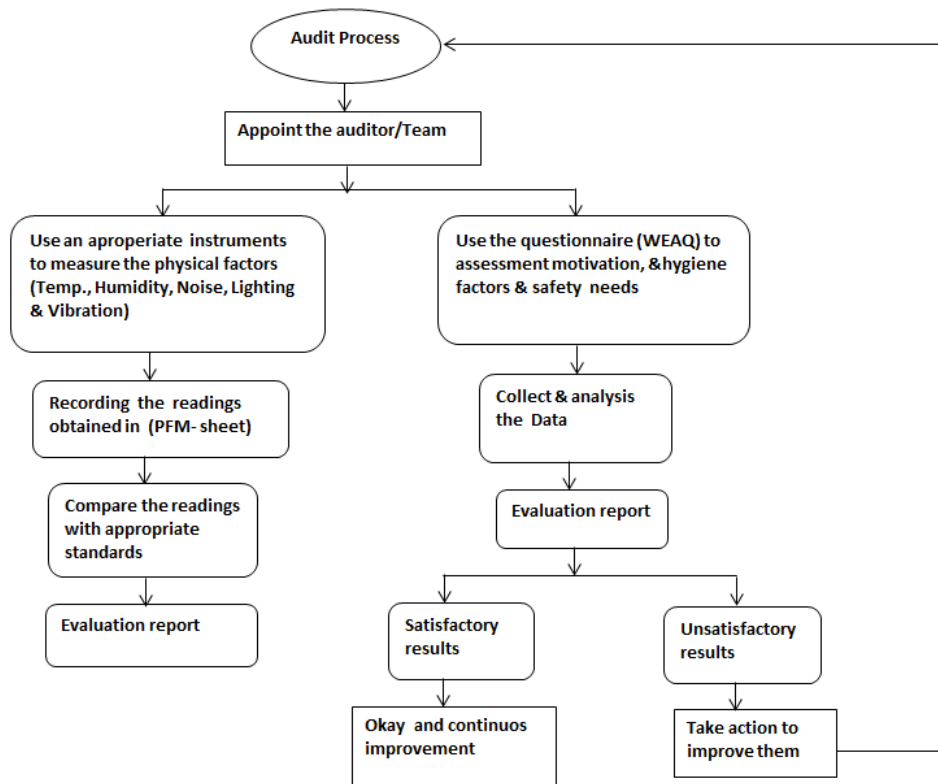 Audit Process
Appoint the auditor/Team
Use an aproperiate instruments
to measure the physical factors
(Temp., Humidity, Noise, Lighting
& Vibration)
Recording the readings
obtained in (PFM- sheet)
Compare the readings
with appropriate
standards
Evaluation report
Use the questionnaire (WEAQ) to
assessment motivation, &hygiene
factors & safety needs
Collect & analysis
the Data
Evaluation report
Satisfactory
results
Okay and continuos
improvement
Unsatisfactory
results
Take action to
improve them